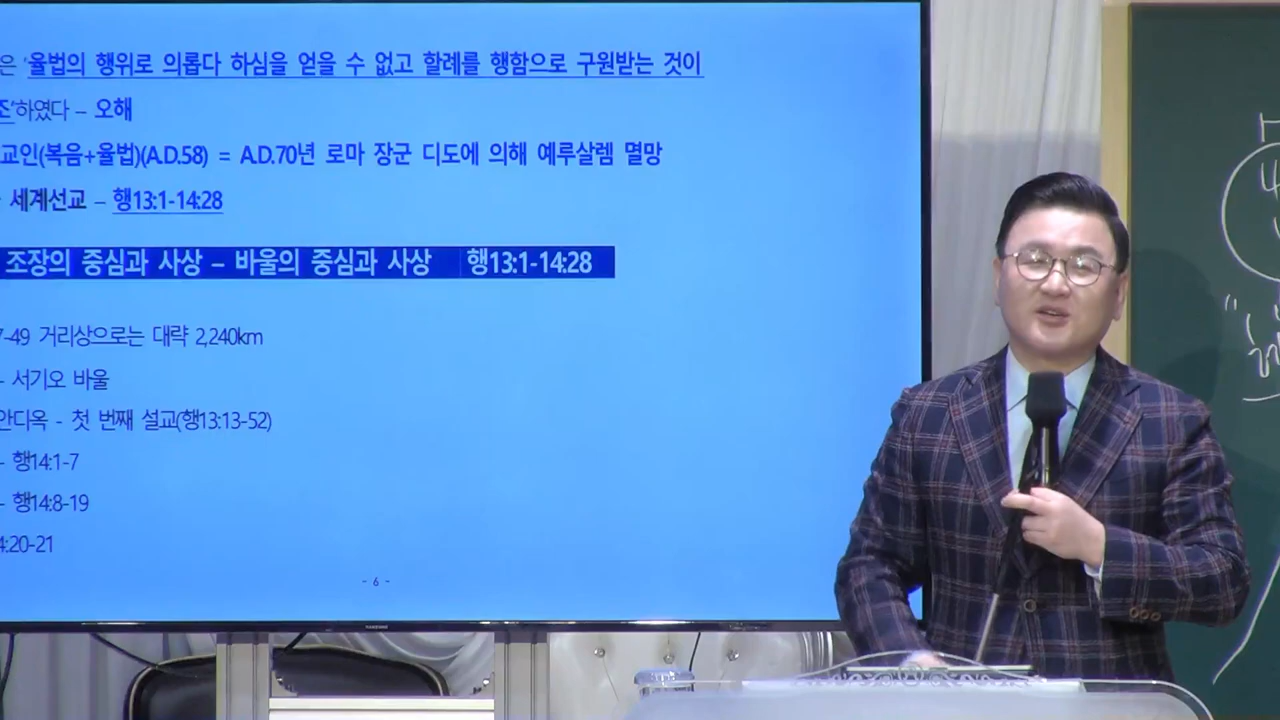 은 '율법의 행위로 의롭다 하심을 얻을 수 없고 할례를 행함으로 구원받는 것이
조'하였다 – 오해
교인(복음+율법)(A.D.58) = A.D.70년 로마 장군 디도에 의해 예루살렘 멸망
세계선교 – 행13:1-14:28
조장의 중심과 사상 – 바울의 중심과 사상 행13:1-14:28
7-49 거리상으로는 대략 2,240km
- 서기오 바울
안디옥 - 첫 번째 설교(행13:13-52)
- 행14:1-7
- 행14:8-19
4:20-21
- 6 -
SAMSUNG